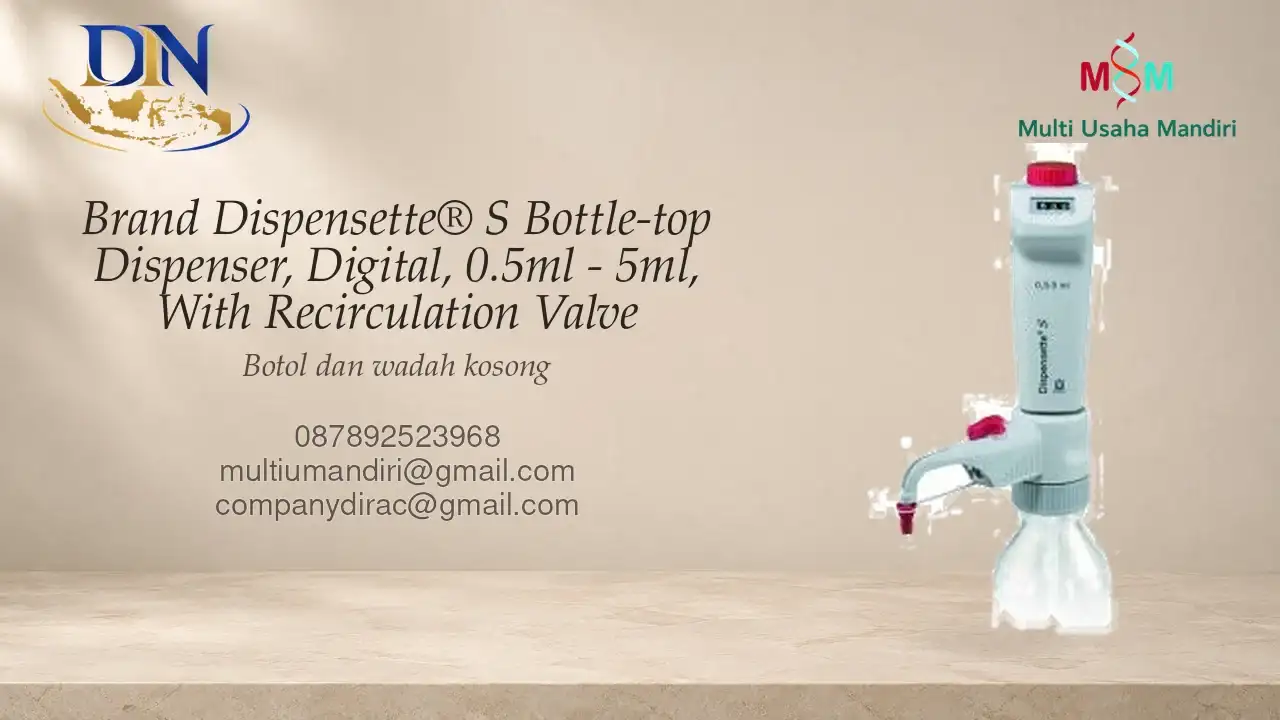 DIN
MSM
Multi Usaha Mandiri
Brand Dispensette® S Bottle-top
Dispenser, Digital, 0.5ml - 5ml,
With Recirculation Valve
Botol dan wadah kosong
087892523968
multiumandiri@gmail.com
companydirac@gmail.com
Dispensette® S